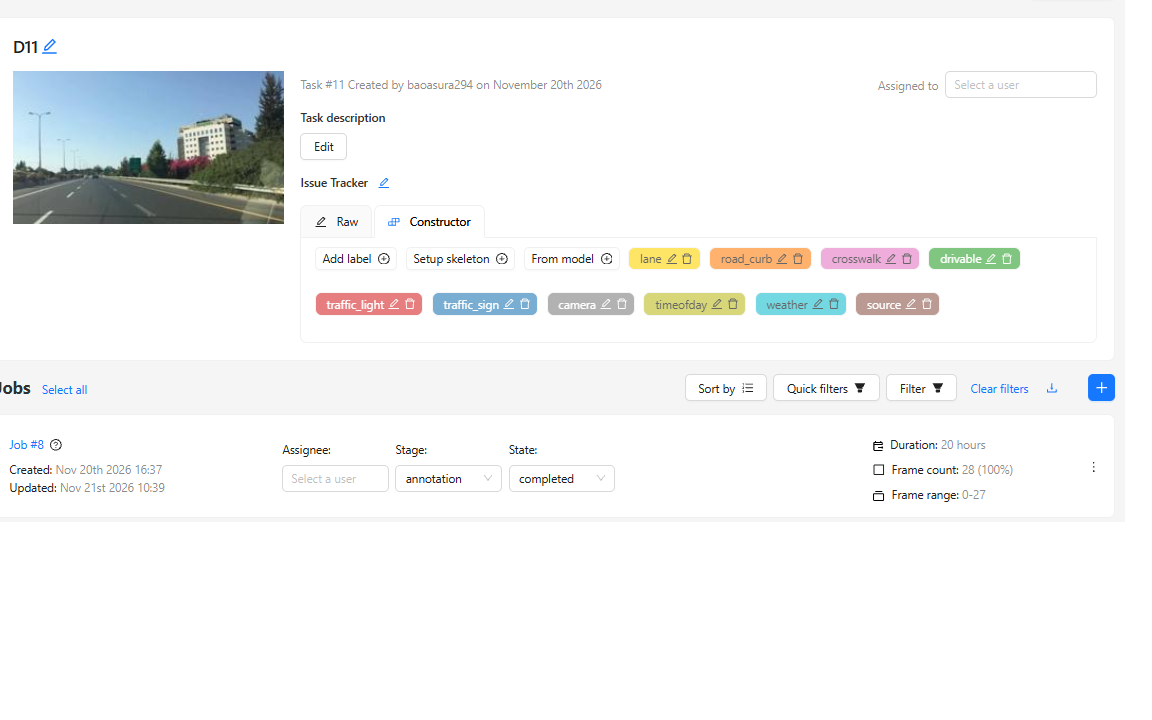 D11
Task #11 Created by baoasura294 on November 20th 2026
Assigned to
Select a user
Task description
Edit
Issue Tracker
Raw
Constructor
Add label
Setup skeleton
From model
lane
road_curb
crosswalk
drivable
traffic_light
traffic_sign
camera
timeofday
weather
source
Jobs
Select all
Sort by
Quick filters
Filter
Clear filters
Job #8
Created: Nov 20th 2026 16:37
Updated: Nov 21st 2026 10:39
Assignee:
Select a user
Stage:
annotation
State:
completed
Duration: 20 hours
Frame count: 28 (100%)
Frame range: 0-27